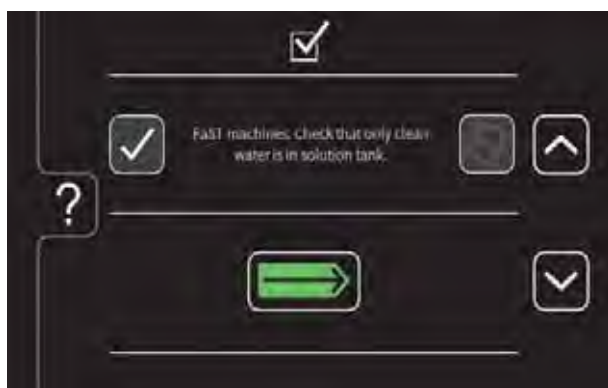 FaST machines. Check that only clean
water is in solution tank.
?